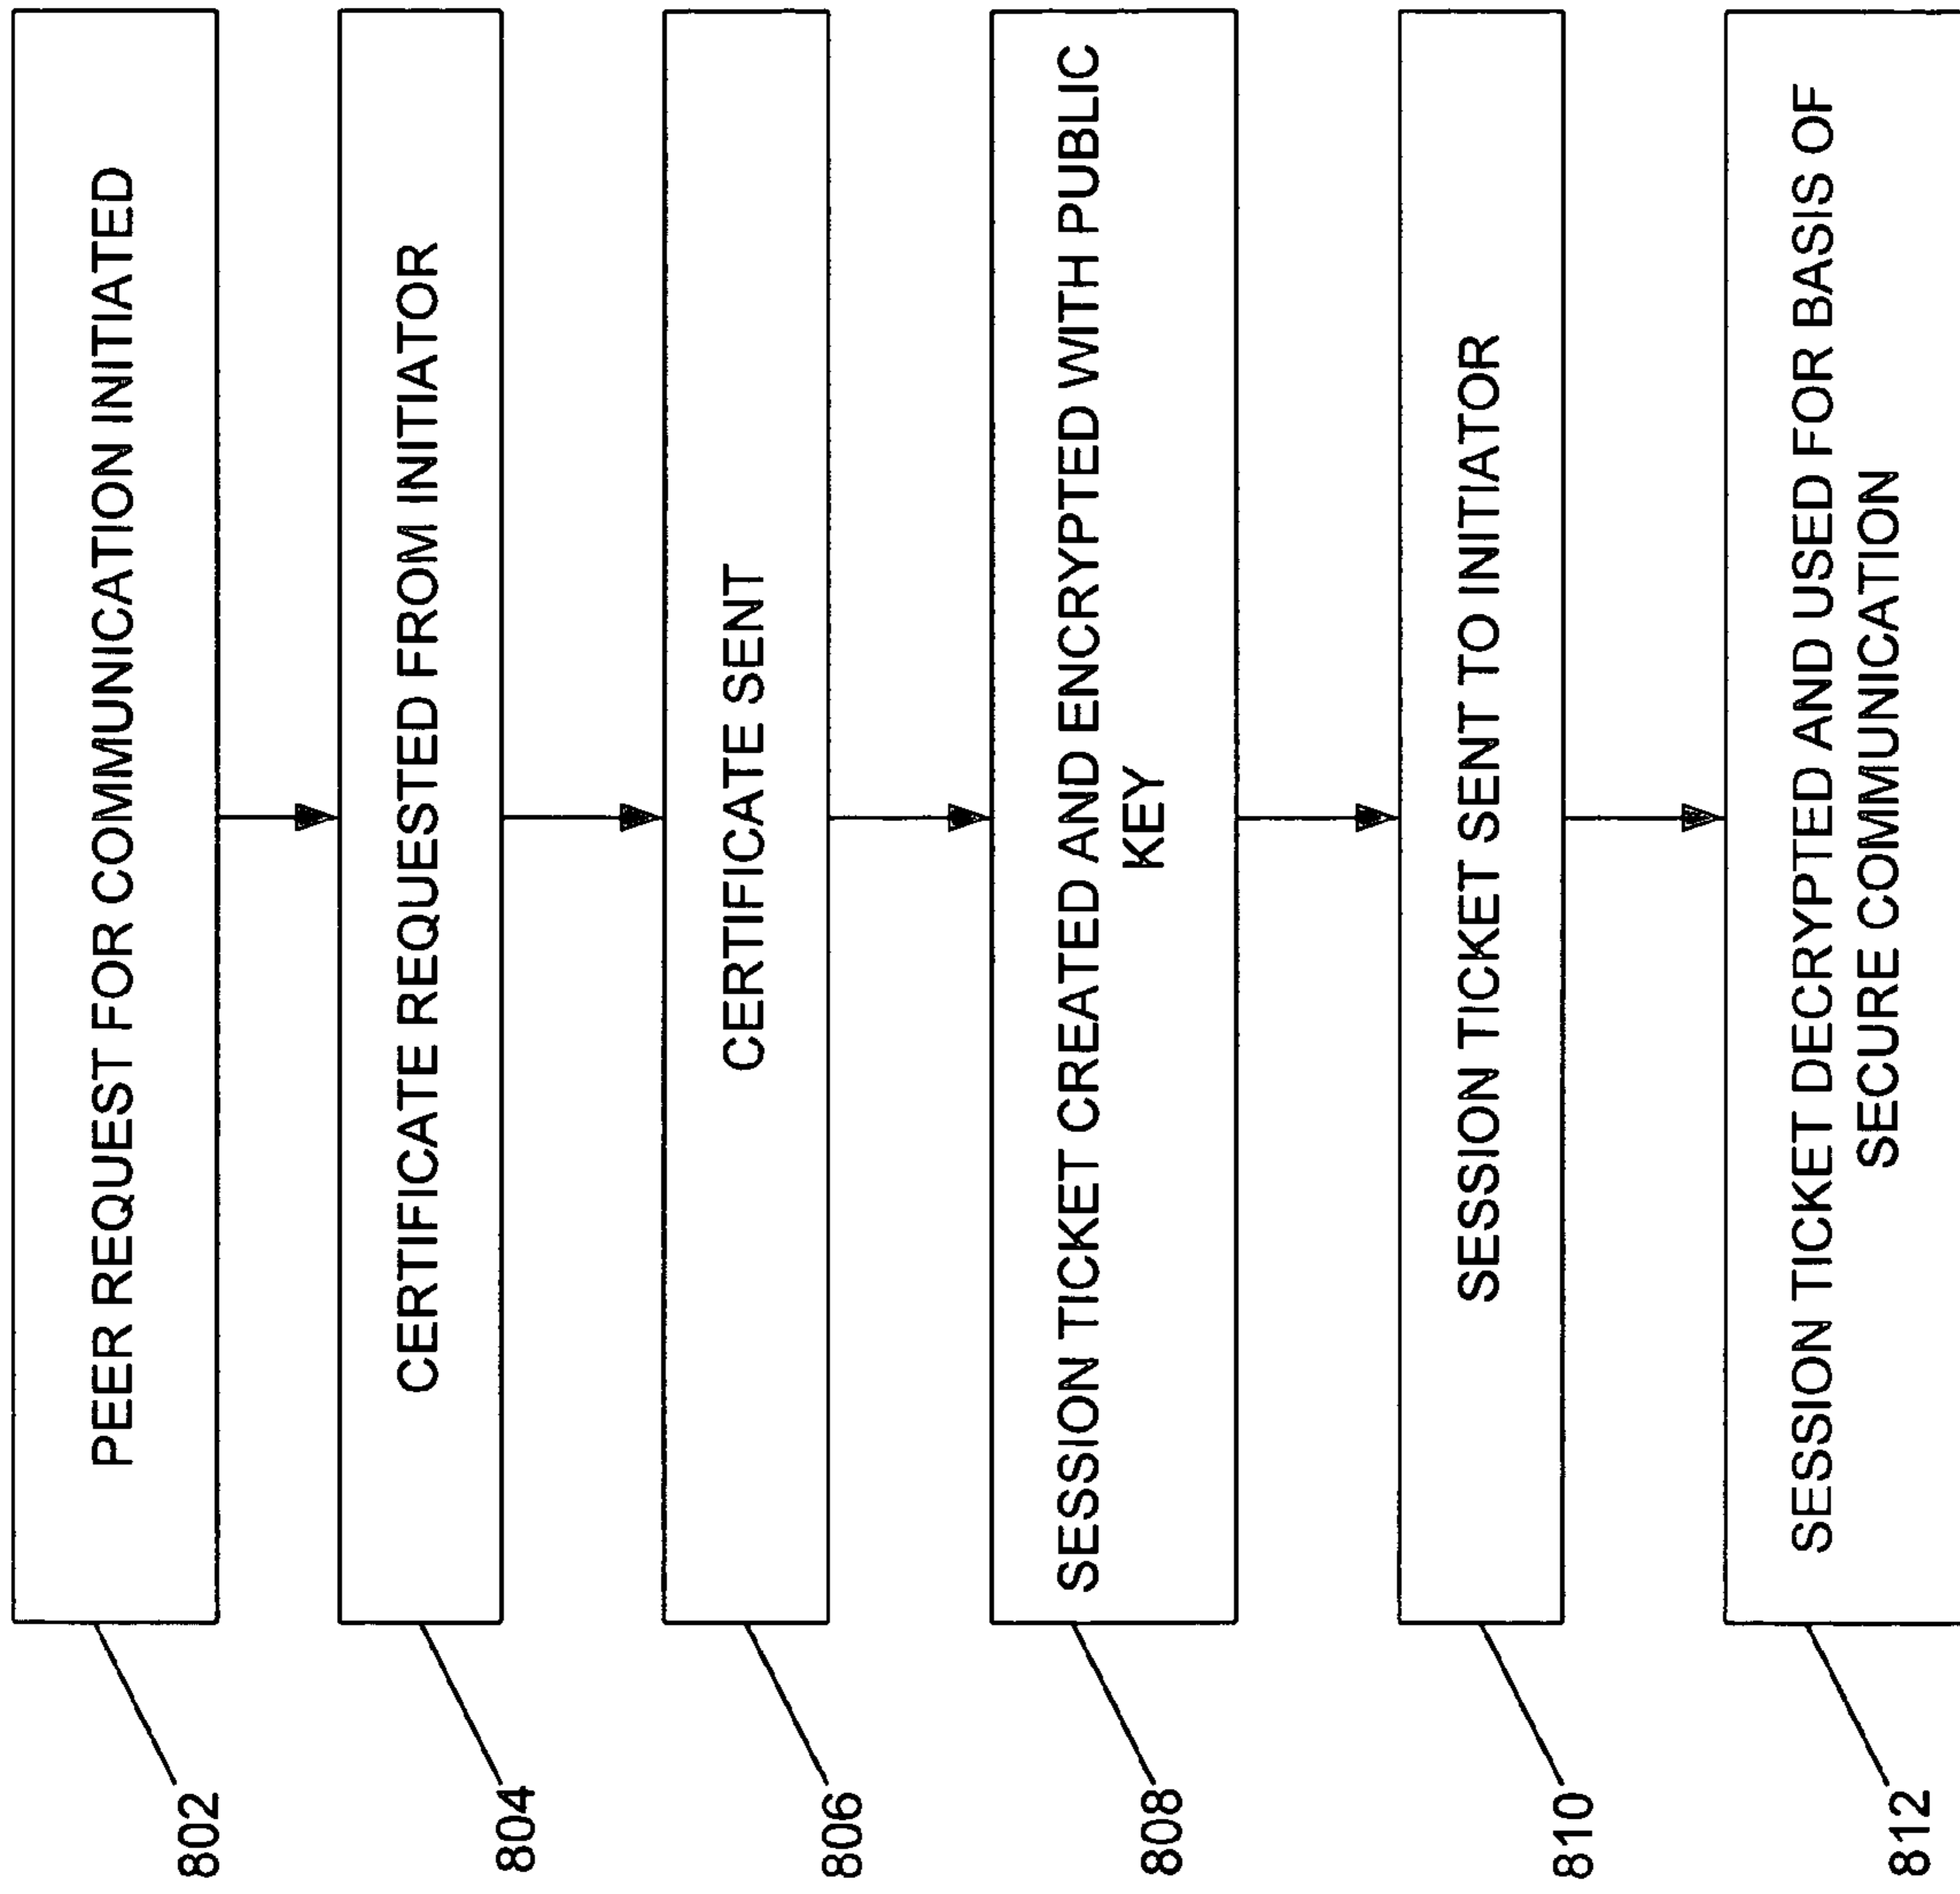 802
PEER REQUEST FOR COMMUNICATION INITIATED
804
CERTIFICATE REQUESTED FROM INITIATOR
806
CERTIFICATE SENT
808
SESSION TICKET CREATED AND ENCRYPTED WITH PUBLIC
KEY
810
SESSION TICKET SENT TO INITIATOR
812
SESSION TICKET DECRYPTED AND USED FOR BASIS OF
SECURE COMMUNICATION